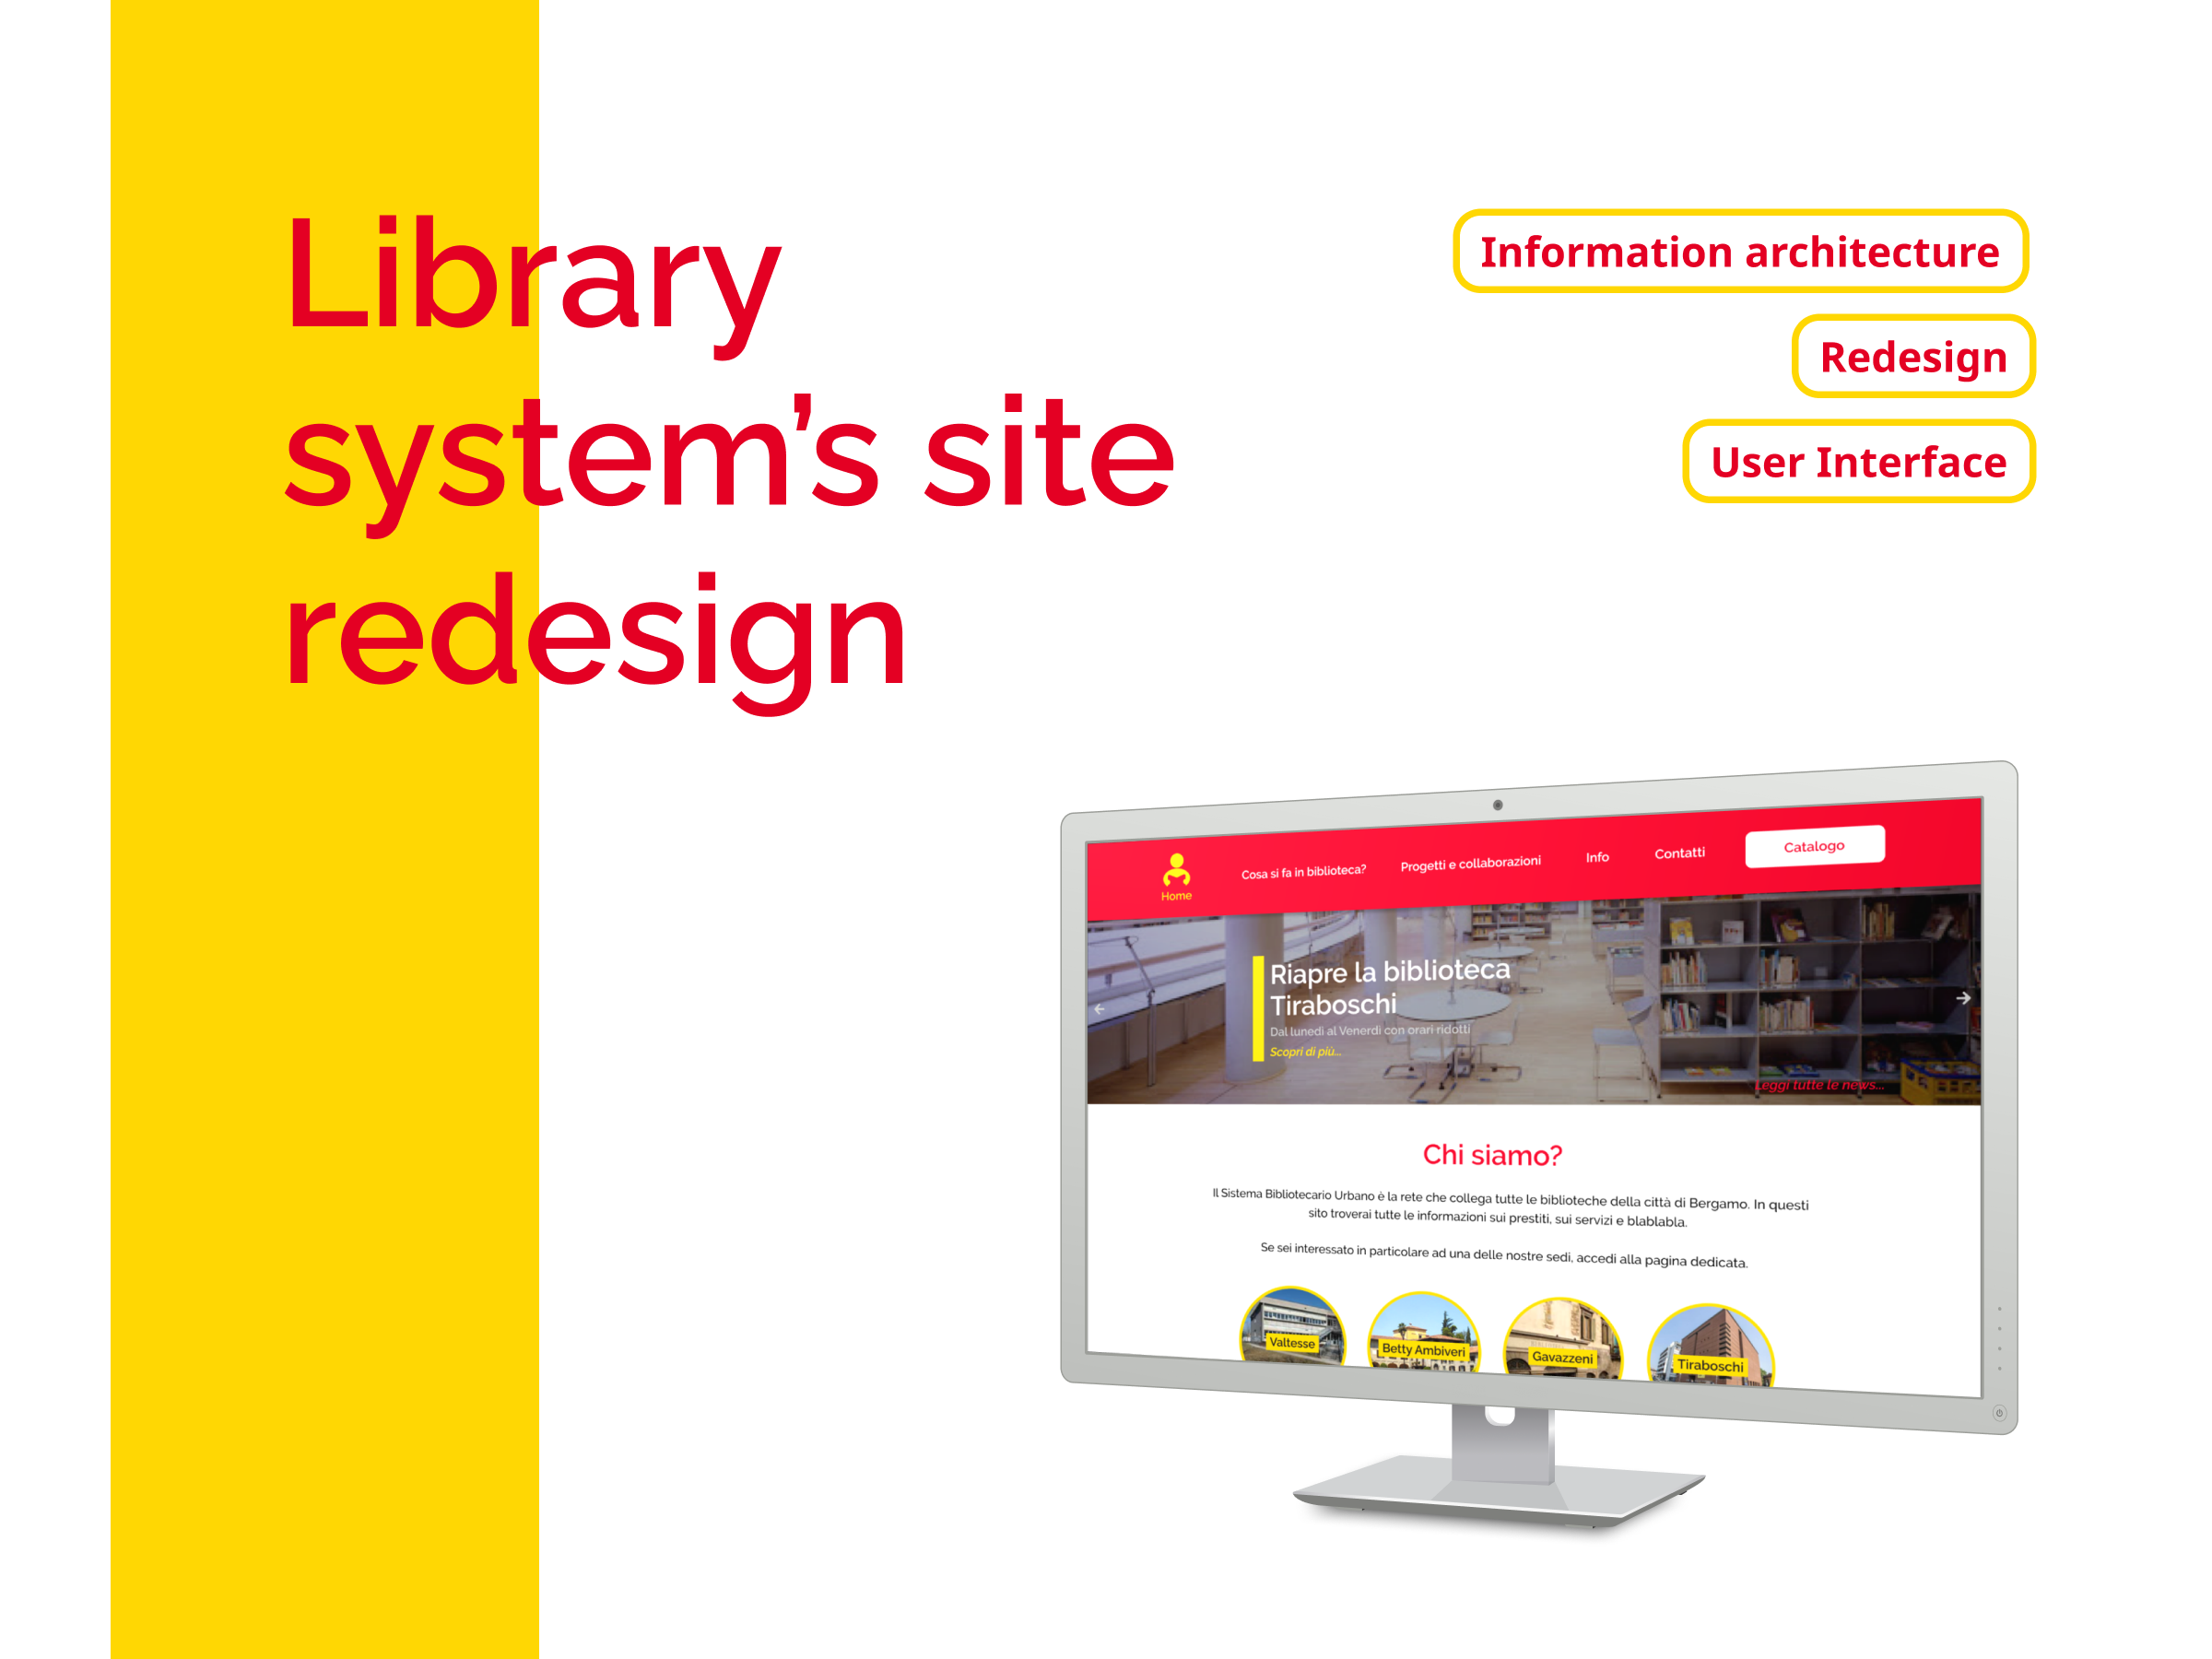 Library
system’s site
redesign
Information architecture
Redesign
User Interface
Home
Cosa si fa in biblioteca?
Progetti e collaborazioni
Info
Contatti
Catalogo
Riapre la biblioteca
Tiraboschi
Dal lunedì al Venerdì con orari ridotti
Scopri di più...
Leggi tutte le news...
Chi siamo?
Il Sistema Bibliotecario Urbano è la rete che collega tutte le biblioteche della città di Bergamo. In questi
sito troverai tutte le informazioni sui prestiti, sui servizi e blablabla.
Se sei interessato in particolare ad una delle nostre sedi, accedi alla pagina dedicata.
Valtesse
Betty Ambiveri
Gavazzeni
Tiraboschi